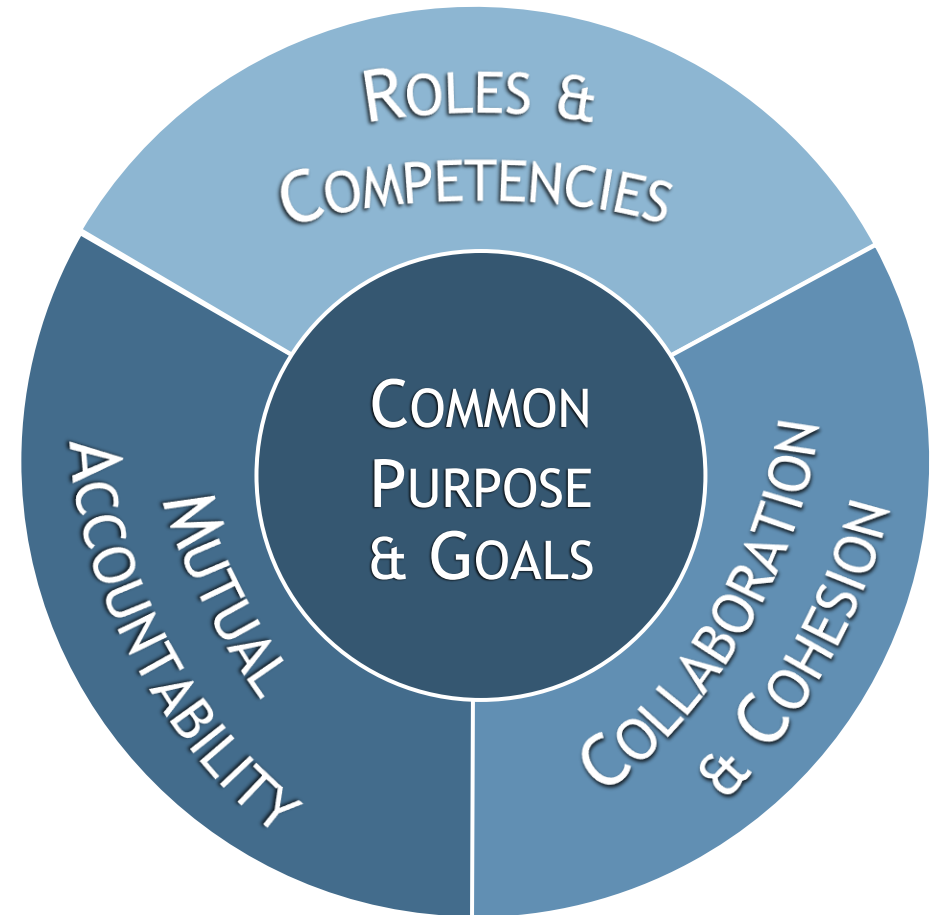 ROLES &
COMPETENCIES
COMMON
PURPOSE
& GOALS
MUTUAL
ACCOUNTABILITY
COLLABORATION
& COHESION